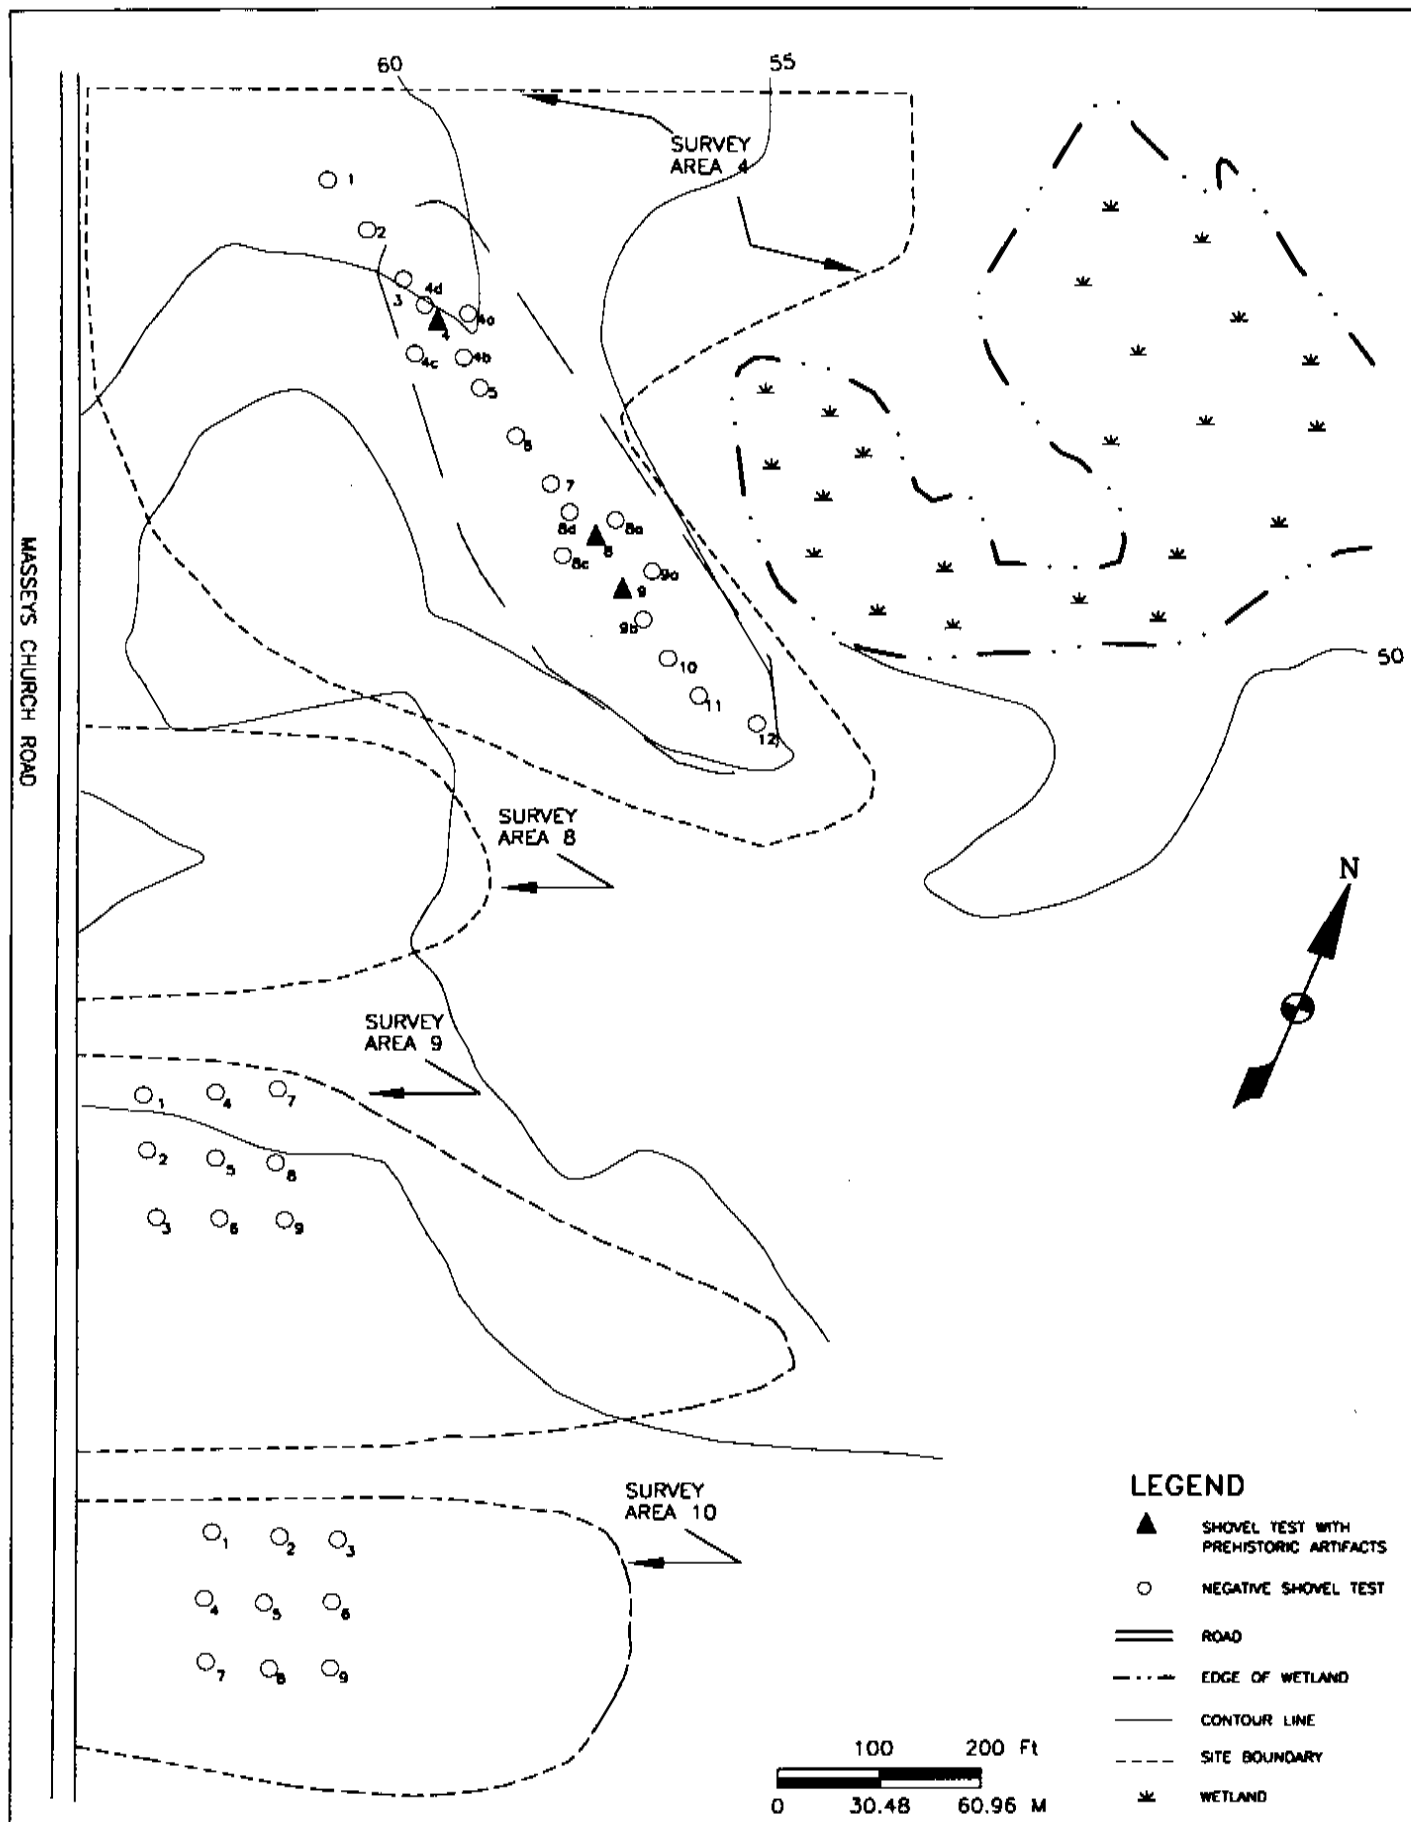 60
55
SURVEY
AREA 4
1
2
3
4d
4
4a
4c
4b
5
6
7
8d
8a
8
8c
9a
9
9b
10
11
12
50
MASSEYS CHURCH ROAD
SURVEY
AREA 8
N
SURVEY
AREA 9
1
4
7
2
5
8
3
6
9
SURVEY
AREA 10
1
2
3
4
5
6
7
8
9
LEGEND
SHOVEL TEST WITH
PREHISTORIC ARTIFACTS
NEGATIVE SHOVEL TEST
ROAD
EDGE OF WETLAND
CONTOUR LINE
SITE BOUNDARY
WETLAND
100 200 Ft
0 30.48 60.96 M